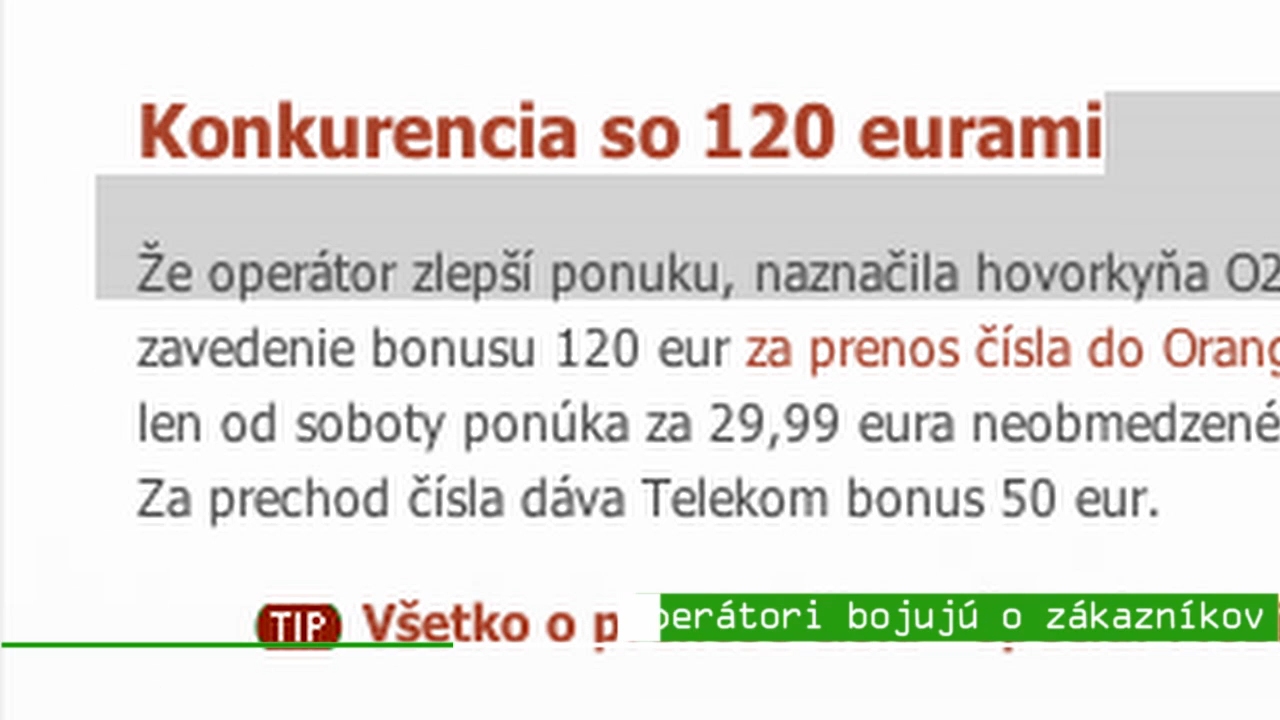 Konkurencia so 120 eurami
Že operátor zlepší ponuku, naznačila hovorkyňa O2
zavedenie bonusu 120 eur za prenos čísla do
len od soboty ponúka za 29,99 eura neobmedzené
Za prechod čísla dáva Telekom bonus 50 eur.
TIP Všetko o
bojujú o zákazníkov